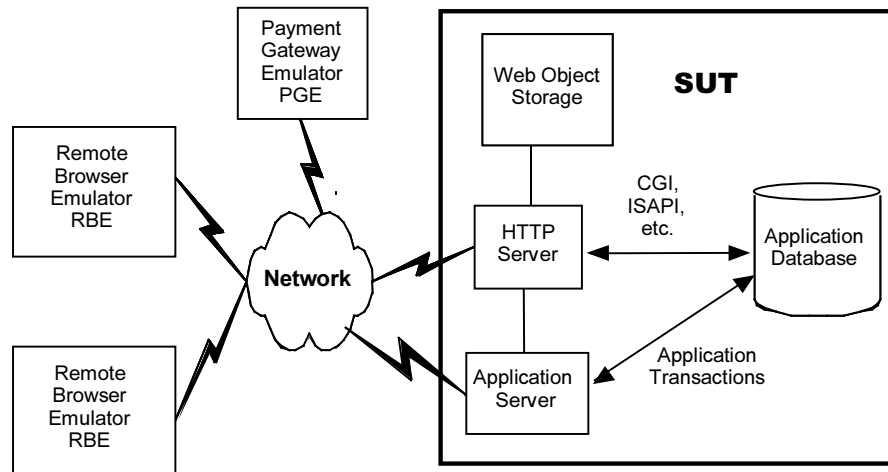 Payment
Gateway
Emulator
PGE
Web Object
Storage
SUT
Remote
Browser
Emulator
RBE
CGI,
ISAPI,
etc.
HTTP
Server
Application
Database
Network
Remote
Browser
Emulator
RBE
Application
Server
Application
Transactions